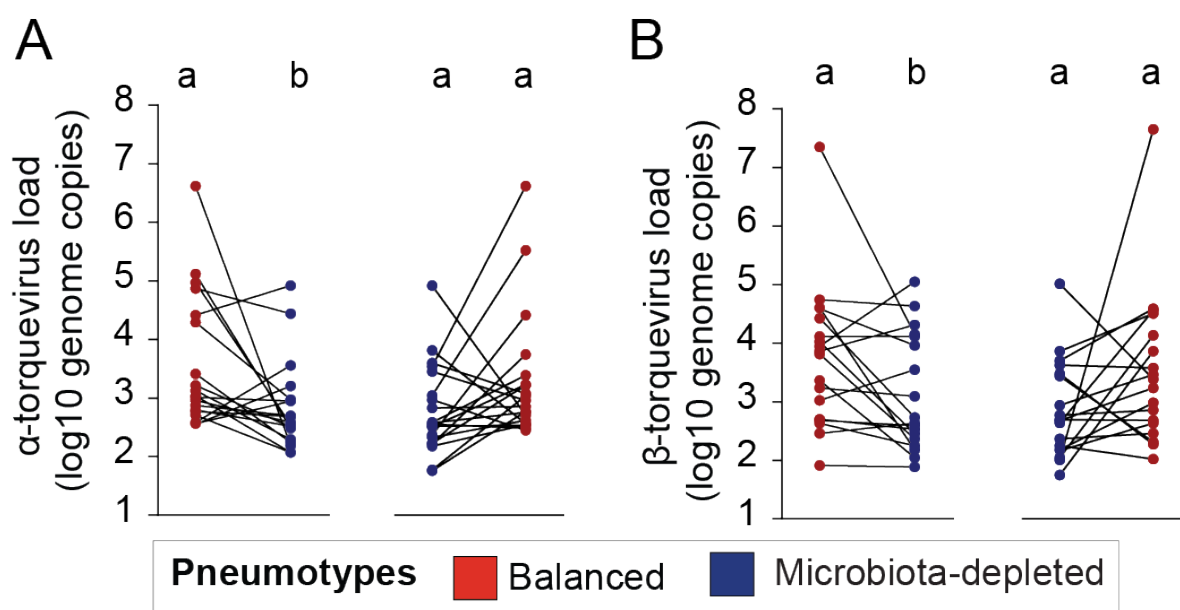 A
a b a a
α-torquevirus load
(log10 genome copies)
8
7
6
5
4
3
2
1
B
a b a a
β-torquevirus load
(log10 genome copies)
8
7
6
5
4
3
2
1
Pneumotypes Balanced Microbiota-depleted